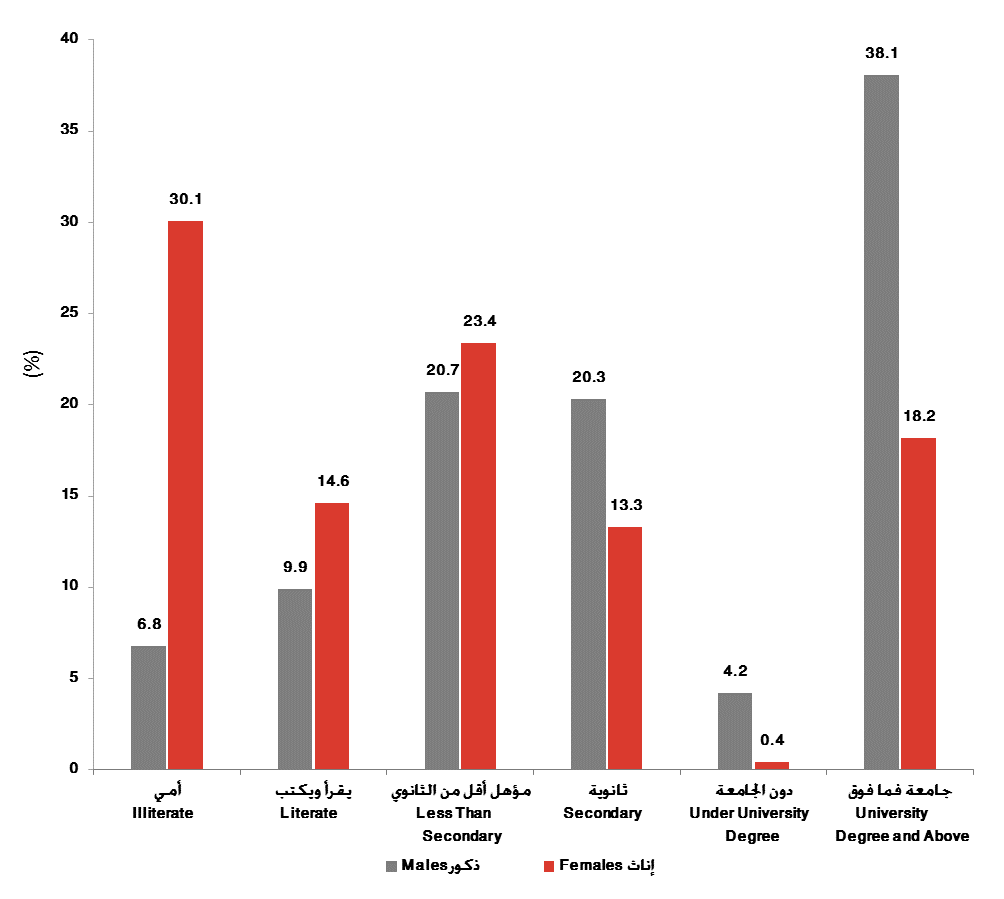 40
35
30
25
20
15
10
5
0
(%)
6.8
30.1
9.9
14.6
20.7
23.4
20.3
13.3
4.2
0.4
38.1
18.2
أمي
Illiterate
يقرأ ويكتب
Literate
مؤهل أقل من الثانوي
Less Than
Secondary
ثانوية
Secondary
دون الجامعة
Under University
Degree
جامعة فما فوق
University
Degree and Above
Males ذكور
Females إناث